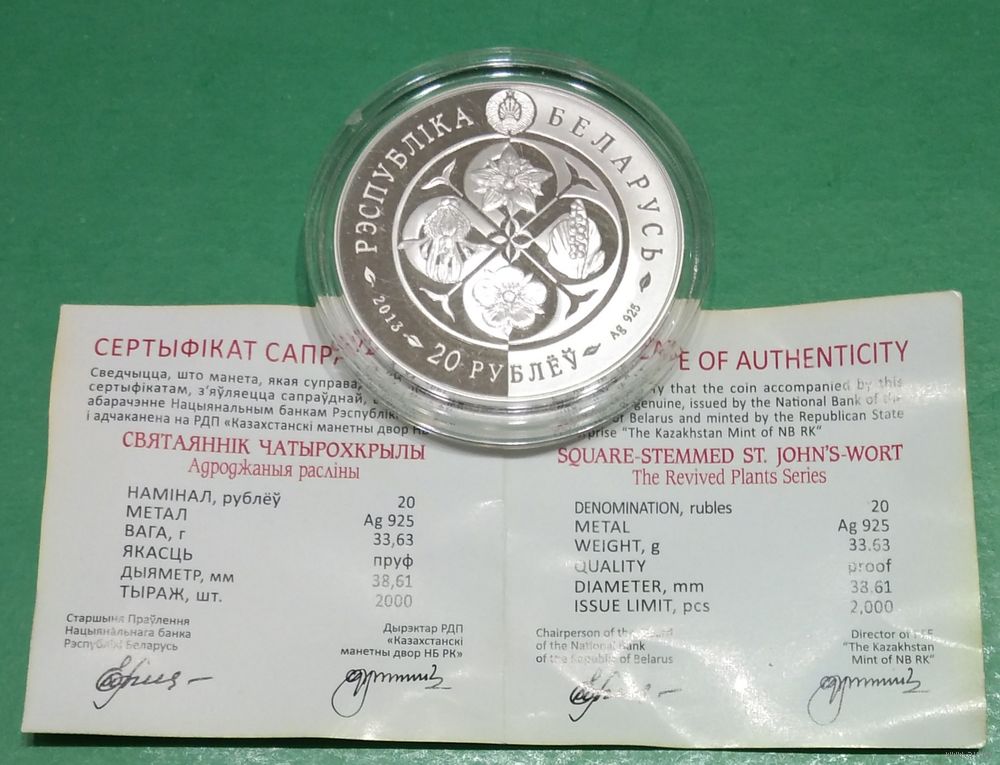 РЭСПУБЛІКА БЕЛАРУСЬ
2013
20 РУБЛЁЎ
Ag 925
СЕРТЫФІКАТ
Сведчыцца, што манета, якая
сертыфікатам, з'яўляецца сапраўднай,
абарачэнне Нацыянальным банкам
і адчаканена на РДП «Казахстанскі манетны двор
СВЯТАЯННІК ЧАТЫРОХКРЫЛЫ
Адроджаныя расліны
НАМІНАЛ, рублёў 20
МЕТАЛ Ag 925
ВАГА, г 33,63
ЯКАСЦЬ пруф
ДЫЯМЕТР, мм 38,61
ТЫРАЖ, шт. 2000
Старшыня Праўлення
Нацыянальнага банка
Рэспублікі Беларусь
Дырэктар РДП
«Казахстанскі
манетны двор НБ РК»
OF AUTHENTICITY
that the coin accompanied by this
genuine, issued by the National Bank of the
of Belarus and minted by the Republican State
"The Kazakhstan Mint of NB RK"
SQUARE-STEMMED ST. JOHN'S-WORT
The Revived Plants Series
DENOMINATION, rubles 20
METAL Ag 925
WEIGHT, g 33.63
QUALITY proof
DIAMETER, mm 38.61
ISSUE LIMIT, pcs 2,000
Chairperson of the
of the National Bank
of the Republic of Belarus
Director of
"The Kazakhstan
Mint of NB RK"